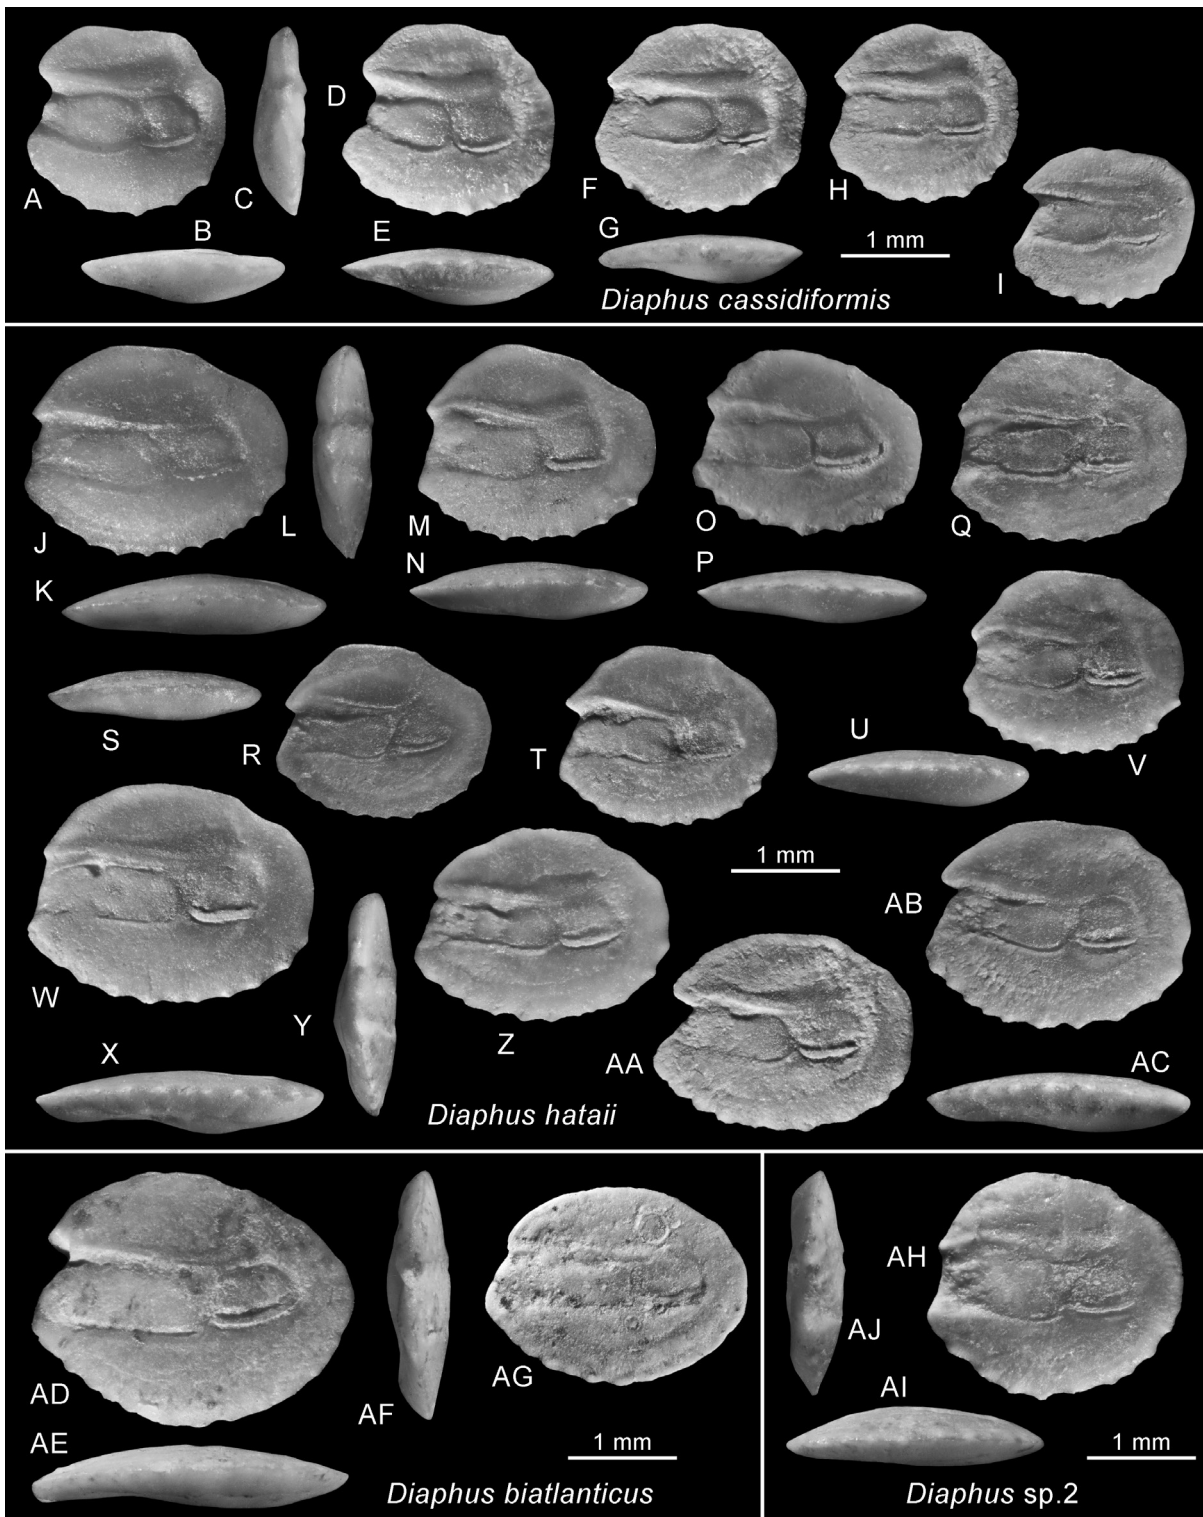 D
A
C
F
H
B
E
G
1 mm
I
Diaphus cassidiformis
J
L
M
O
Q
K
N
P
S
R
T
U
V
1 mm
AB
W
Y
Z
AA
X
AC
Diaphus hataii
AH
AJ
AD
AF
AG
AI
AE
1 mm
1 mm
Diaphus biatlanticus
Diaphus sp.2